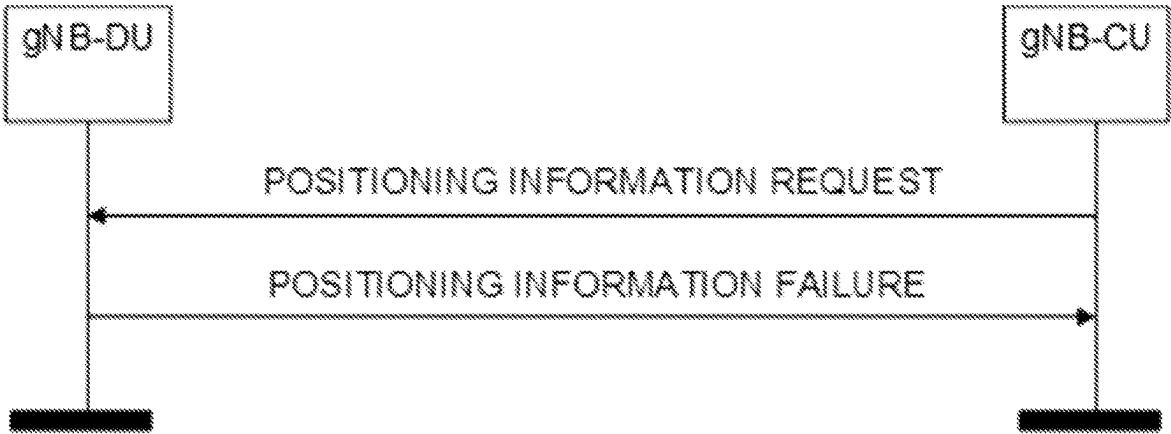 gNB-DU
gNB-CU
POSITIONING INFORMATION REQUEST
POSITIONING INFORMATION FAILURE